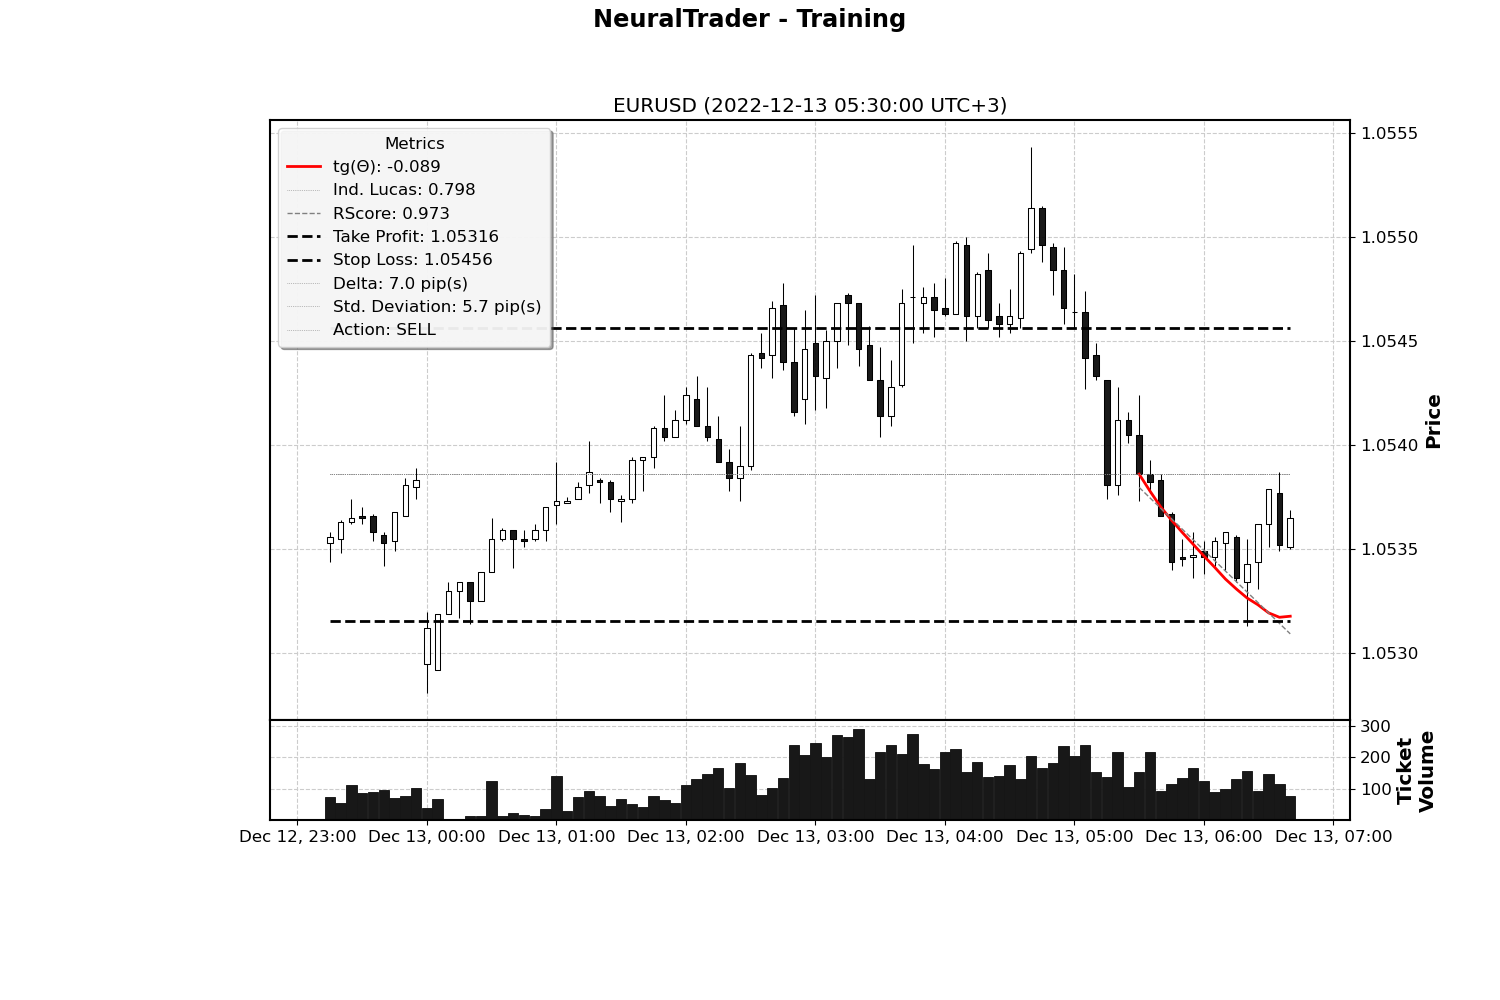 NeuralTrader - Training
EURUSD (2022-12-13 05:30:00 UTC+3)
Metrics
tg(Θ): -0.089
Ind. Lucas: 0.798
RScore: 0.973
Take Profit: 1.05316
Stop Loss: 1.05456
Delta: 7.0 pip(s)
Std. Deviation: 5.7 pip(s)
Action: SELL
1.0555
1.0550
1.0545
1.0540
1.0535
1.0530
Price
300
200
100
Ticket
Volume
Dec 12, 23:00 Dec 13, 00:00 Dec 13, 01:00 Dec 13, 02:00 Dec 13, 03:00 Dec 13, 04:00 Dec 13, 05:00 Dec 13, 06:00 Dec 13, 07:00